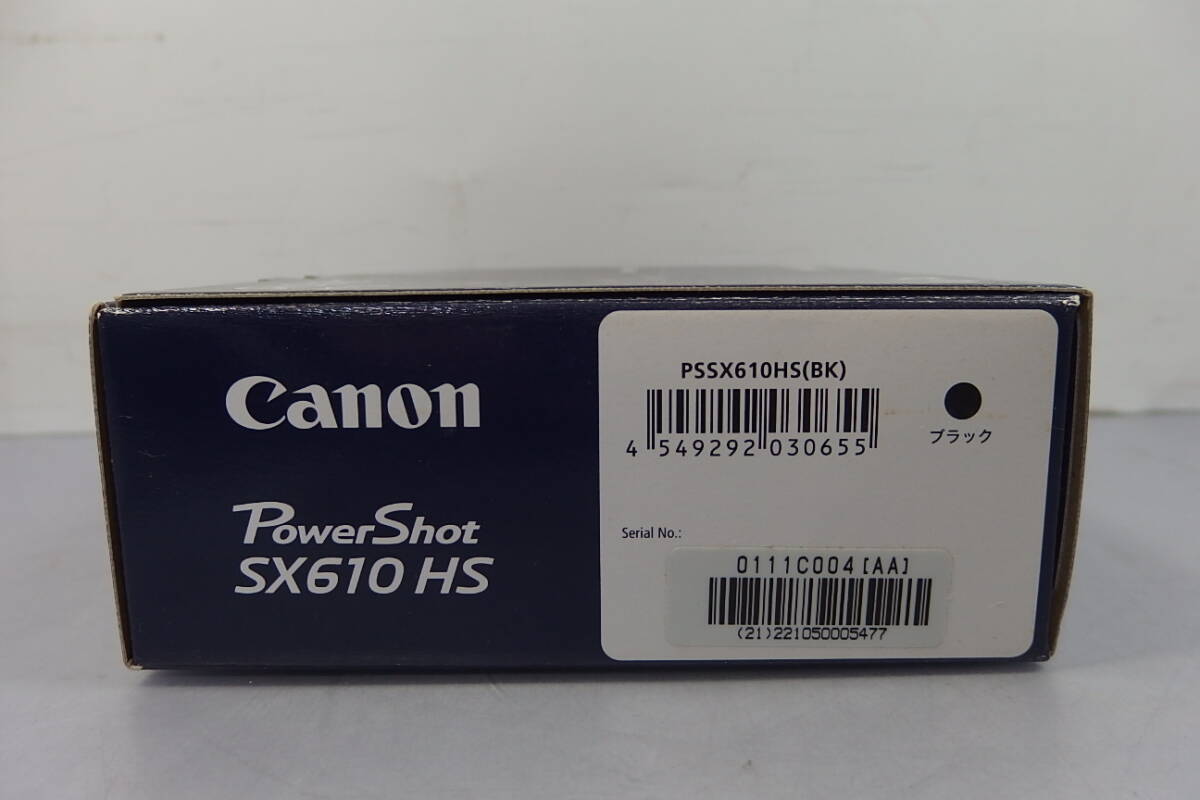 Canon
PowerShot
SX610 HS
PSSX610HS(BK)
4 549292 030655
ブラック
Serial No.:
0111C004[AA]
(21)221050005477